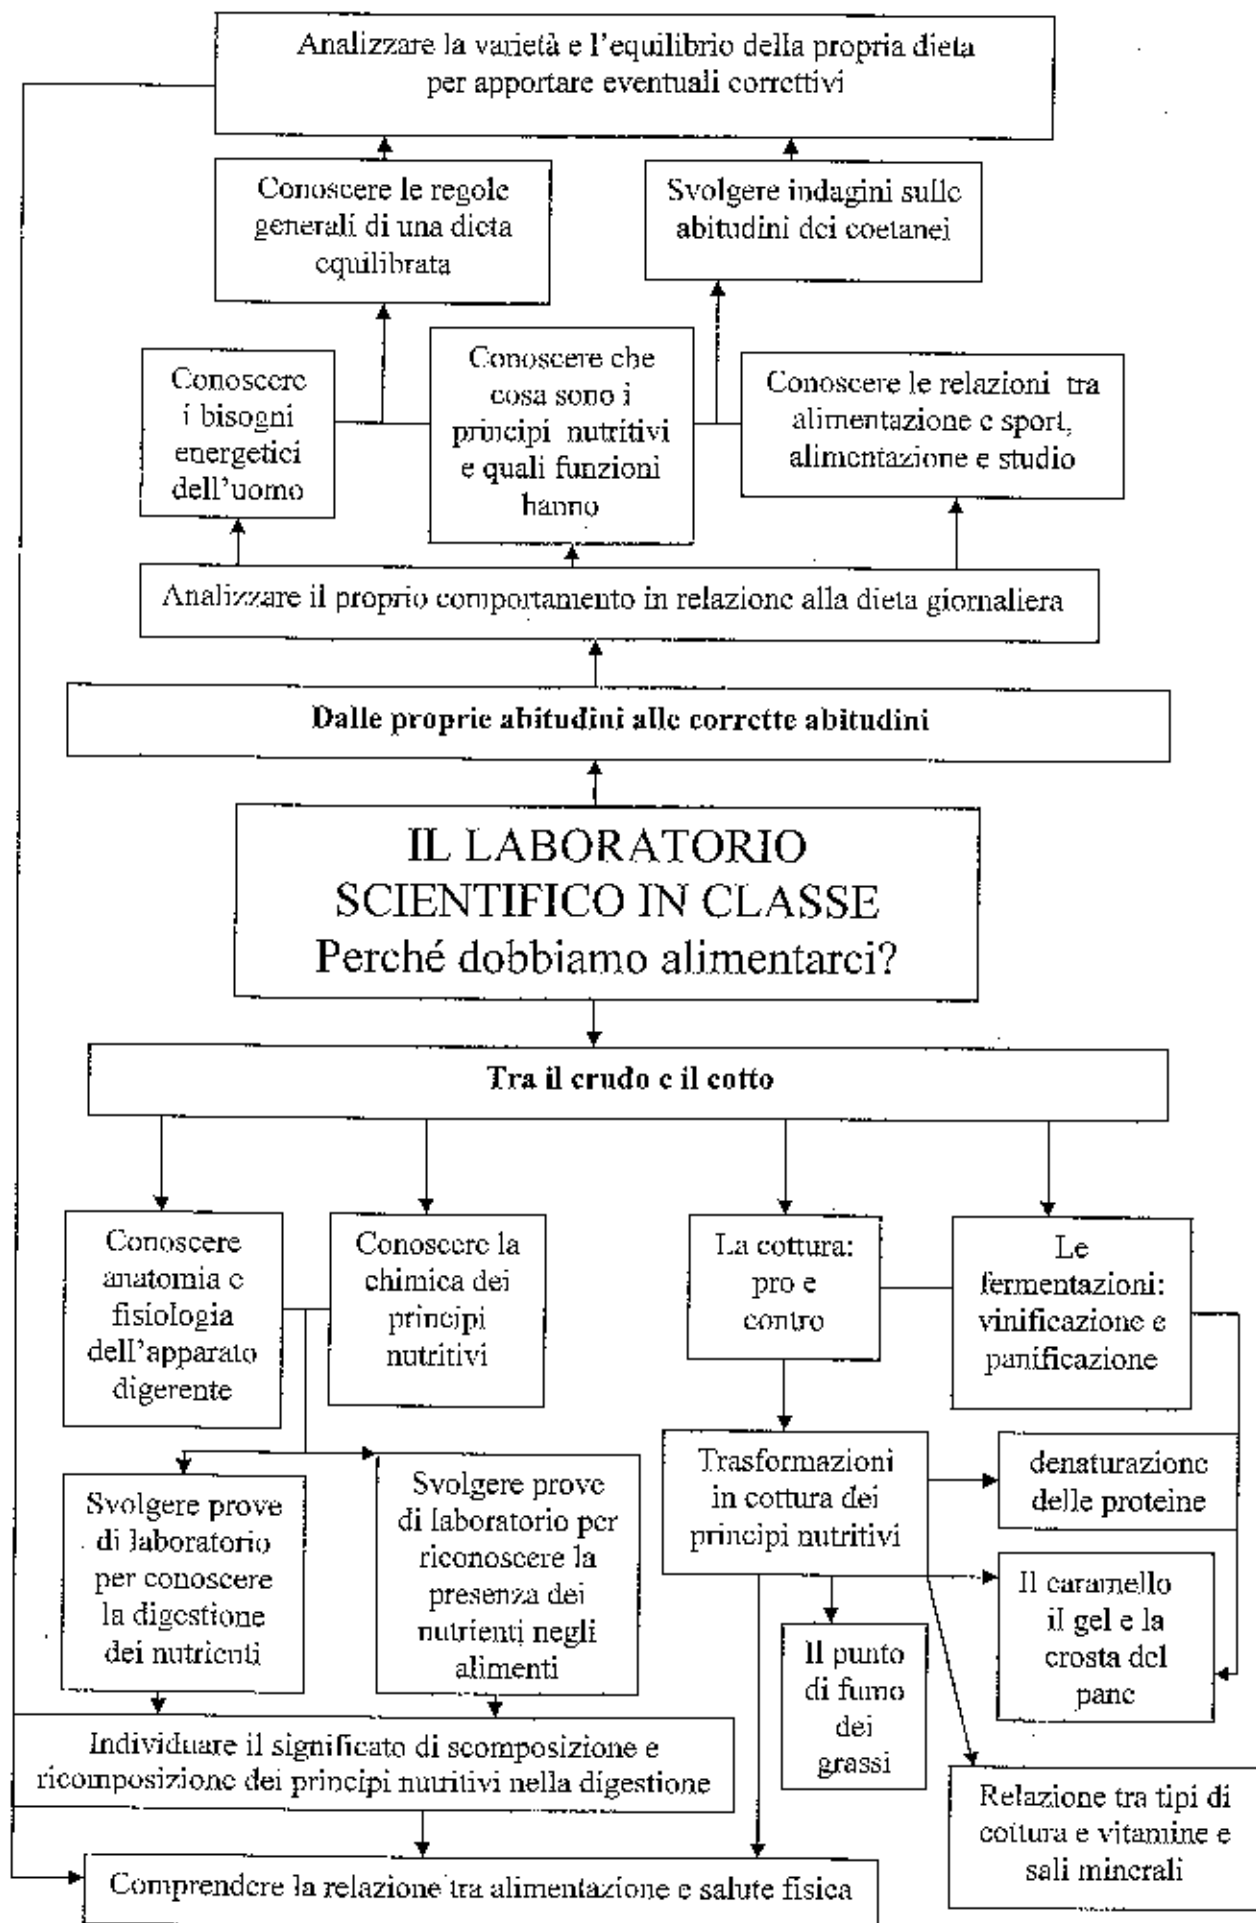 Analizzare la varietà e l'equilibrio della propria dieta
per apportare eventuali correttivi
Conoscere le regole
generali di una dieta
equilibrata
Svolgere indagini sulle
abitudini dei coetanei
Conoscere
i bisogni
energetici
dell'uomo
Conoscere che
cosa sono i
principi nutritivi
e quali funzioni
hanno
Conoscere le relazioni tra
alimentazione e sport,
alimentazione e studio
Analizzare il proprio comportamento in relazione alla dieta giornaliera
Dalle proprie abitudini alle corrette abitudini
IL LABORATORIO
SCIENTIFICO IN CLASSE
Perché dobbiamo alimentarci?
Tra il crudo e il cotto
Conoscere
anatomia e
fisiologia
dell'apparato
digerente
Conoscere la
chimica dei
principi
nutritivi
La cottura:
pro e
contro
Le
fermentazioni:
vinificazione e
panificazione
Svolgere prove
di laboratorio
per conoscere
la digestione
dei nutrienti
Svolgere prove
di laboratorio per
riconoscere la
presenza dei
nutrienti negli
alimenti
Trasformazioni
in cottura dei
principi nutritivi
denaturazione
delle proteine
Il caramello
il gel e la
crosta del
pane
Il punto
di fumo
dei
grassi
Relazione tra tipi di
cottura e vitamine e
sali minerali
Individuare il significato di scomposizione e
ricomposizione dei principi nutritivi nella digestione
Comprendere la relazione tra alimentazione e salute fisica